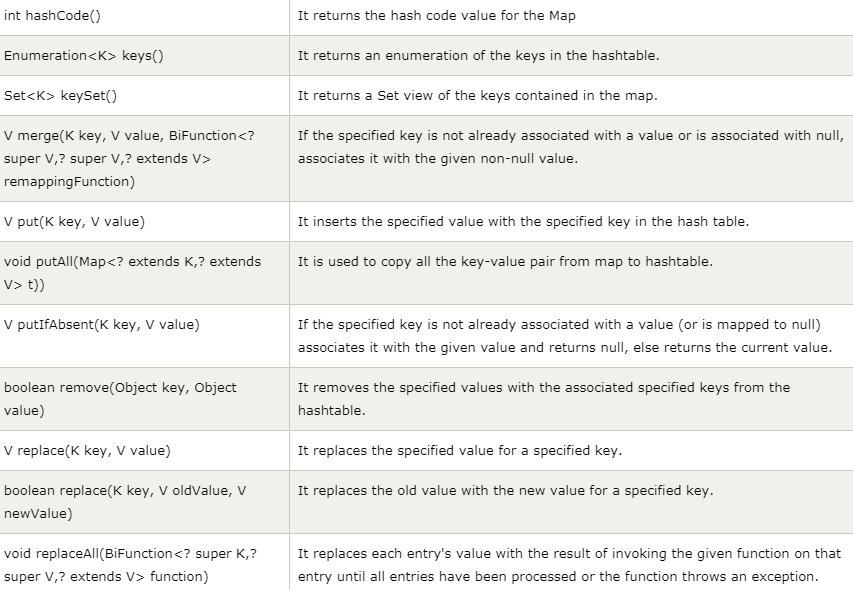 int hashCode()
It returns the hash code value for the Map
Enumeration<K> keys()
It returns an enumeration of the keys in the hashtable.
Set<K> keySet()
It returns a Set view of the keys contained in the map.
V merge(K key, V value, BiFunction<?
super V,? super V,? extends V>
remappingFunction)
If the specified key is not already associated with a value or is associated with null,
associates it with the given non-null value.
V put(K key, V value)
It inserts the specified value with the specified key in the hash table.
void putAll(Map<? extends K,? extends
V> t))
It is used to copy all the key-value pair from map to hashtable.
V putIfAbsent(K key, V value)
If the specified key is not already associated with a value (or is mapped to null)
associates it with the given value and returns null, else returns the current value.
boolean remove(Object key, Object
value)
It removes the specified values with the associated specified keys from the
hashtable.
V replace(K key, V value)
It replaces the specified value for a specified key.
boolean replace(K key, V oldValue, V
newValue)
It replaces the old value with the new value for a specified key.
void replaceAll(BiFunction<? super K,?
super V,? extends V> function)
It replaces each entry's value with the result of invoking the given function on that
entry until all entries have been processed or the function throws an exception.